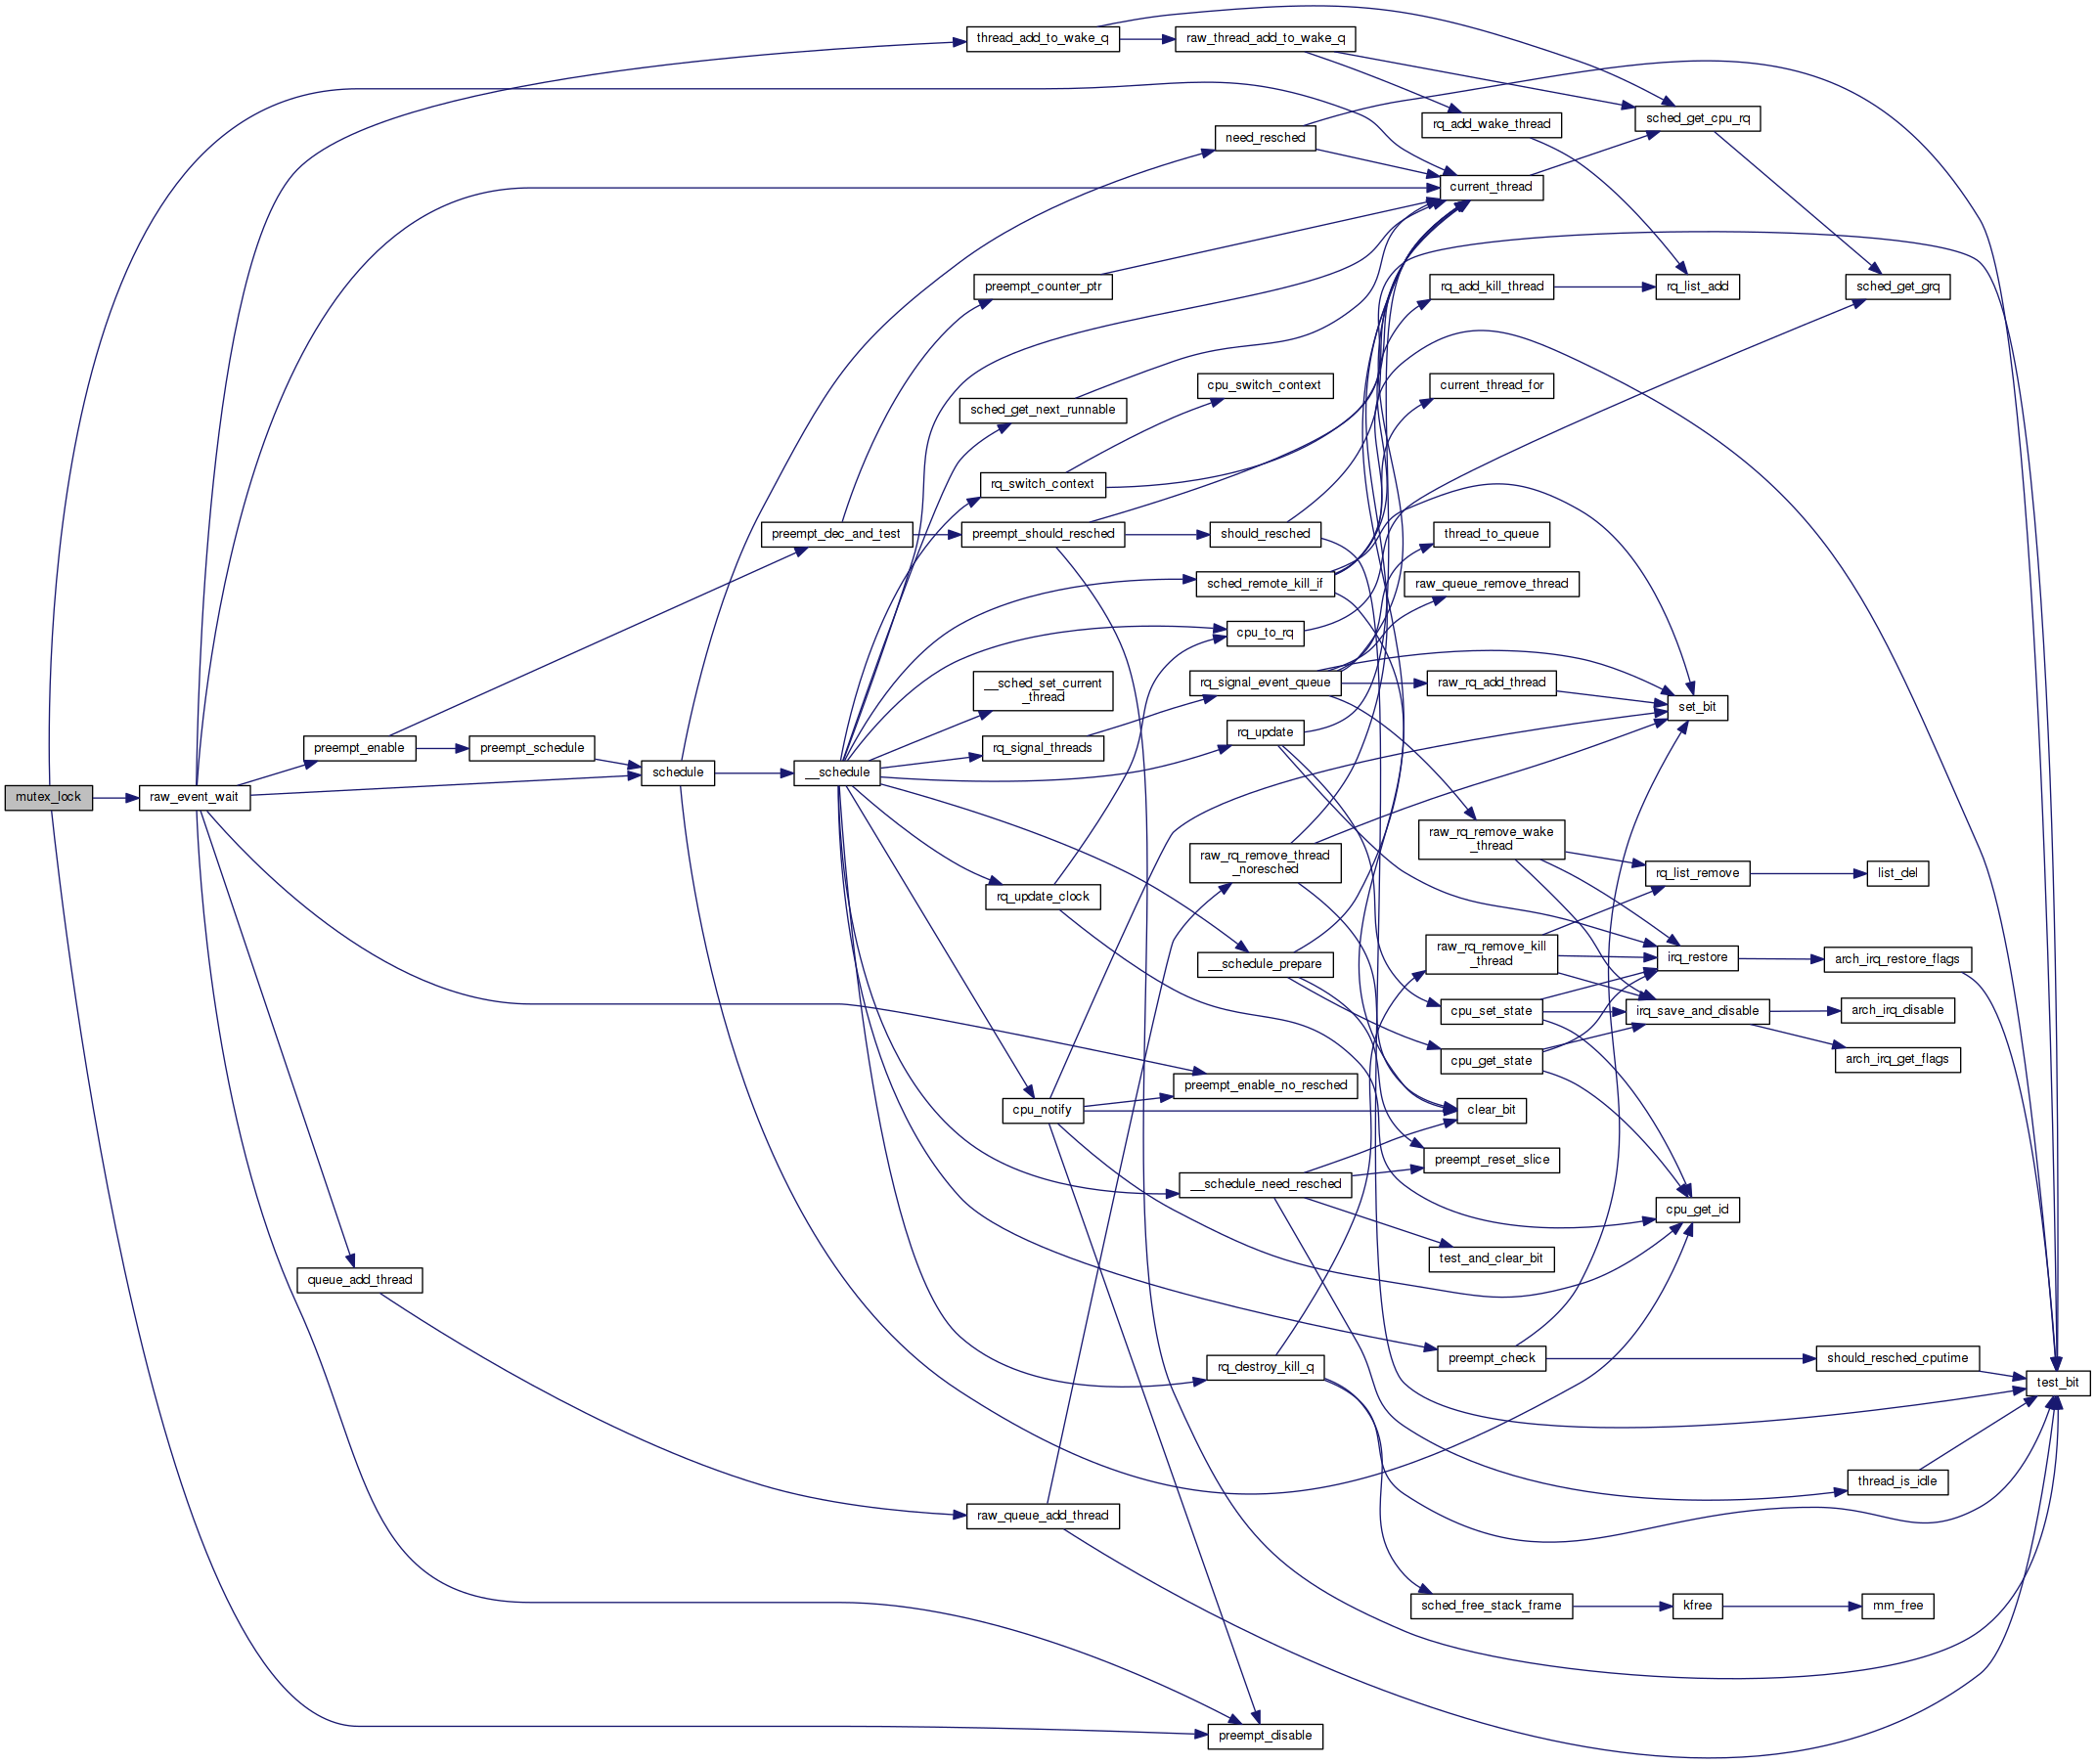 thread_add_to_wake_q
raw_thread_add_to_wake_q
sched_get_cpu_rq
rq_add_wake_thread
need_resched
current_thread
preempt_counter_ptr
rq_add_kill_thread
rq_list_add
sched_get_grq
cpu_switch_context
current_thread_for
sched_get_next_runnable
rq_switch_context
preempt_dec_and_test
preempt_should_resched
should_resched
thread_to_queue
sched_remote_kill_if
raw_queue_remove_thread
cpu_to_rq
__sched_set_current
_thread
rq_signal_event_queue
raw_rq_add_thread
set_bit
rq_update
preempt_enable
preempt_schedule
rq_signal_threads
schedule
__schedule
mutex_lock
raw_event_wait
raw_rq_remove_wake
_thread
raw_rq_remove_thread
_noresched
rq_list_remove
list_del
rq_update_clock
raw_rq_remove_kill
_thread
irq_restore
arch_irq_restore_flags
__schedule_prepare
cpu_set_state
irq_save_and_disable
arch_irq_disable
cpu_get_state
arch_irq_get_flags
preempt_enable_no_resched
cpu_notify
clear_bit
preempt_reset_slice
__schedule_need_resched
cpu_get_id
test_and_clear_bit
queue_add_thread
rq_destroy_kill_q
preempt_check
should_resched_cputime
test_bit
thread_is_idle
raw_queue_add_thread
sched_free_stack_frame
kfree
mm_free
preempt_disable